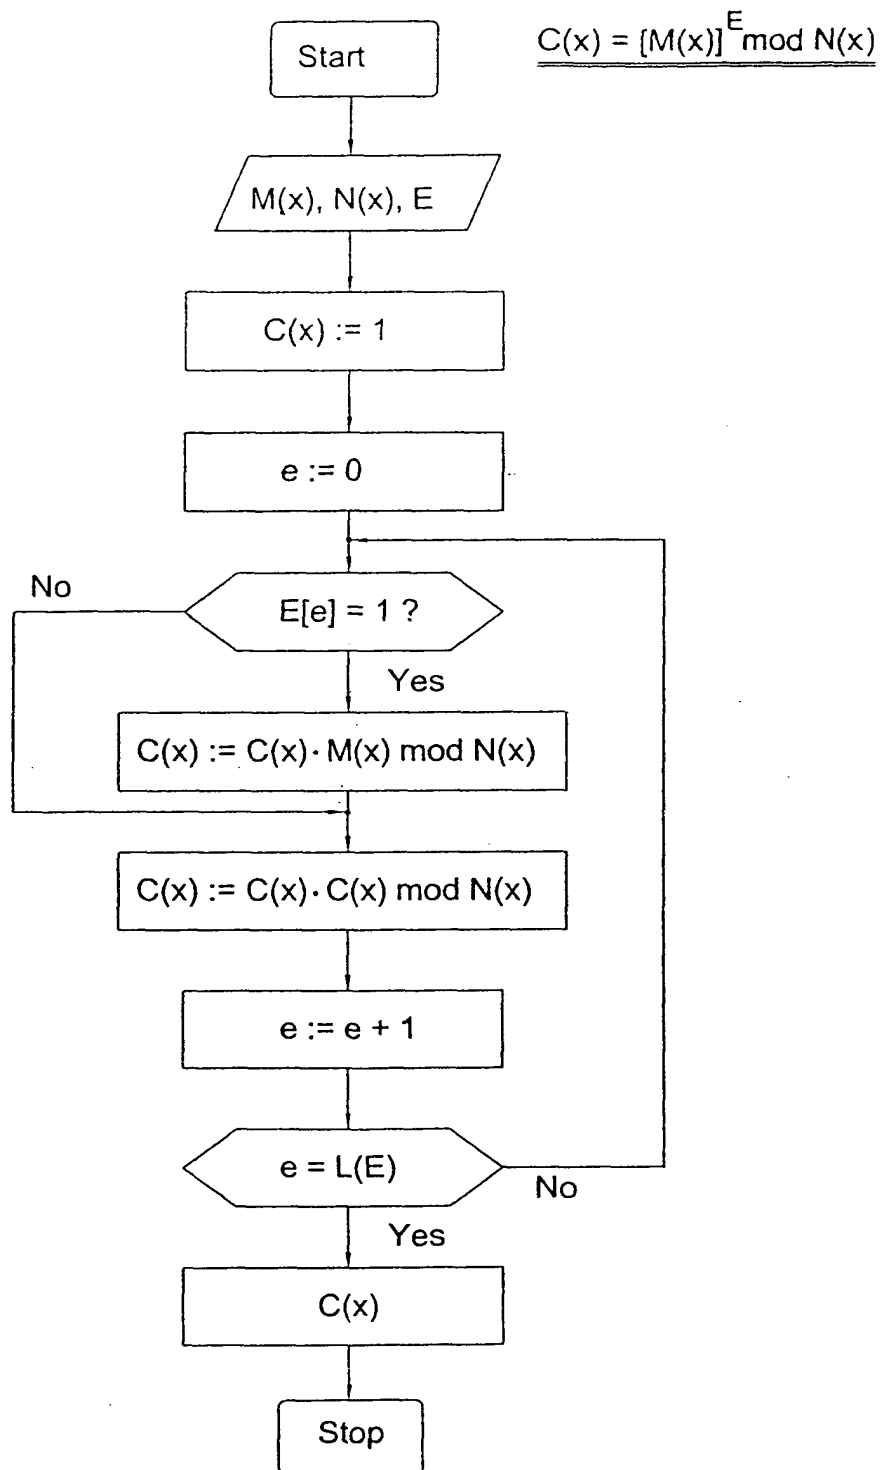 Start
C(x) = [M(x)]^E mod N(x)
M(x), N(x), E
C(x) := 1
e := 0
No
E[e] = 1 ?
Yes
C(x) := C(x) · M(x) mod N(x)
C(x) := C(x) · C(x) mod N(x)
e := e + 1
e = L(E)
No
Yes
C(x)
Stop